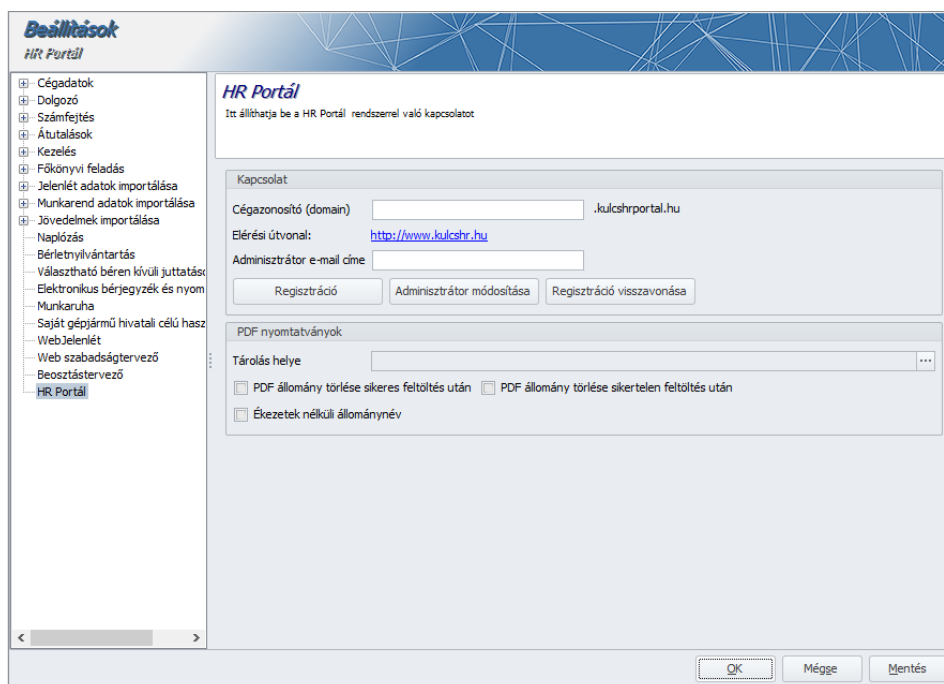 Beállítások
HR Portál
Cégadatok
Dolgozó
Számfejtés
Átutalások
Kezelés
Főkönyvi feladás
Jelenlét adatok importálása
Munkarend adatok importálása
Jövedelmek importálása
Naplózás
Bérletnyilvántartás
Választható béren kívüli juttatáso
Elektronikus bérjegyzék és nyom
Munkaruha
Saját gépjármű hivatali célú hasz
WebJelenlét
Web szabadságtervező
Beosztástervező
HR Portál
HR Portál
Itt állíthatja be a HR Portál rendszerrel való kapcsolatot
Kapcsolat
Cégazonosító (domain) .kulcshrportal.hu
Elérési útvonal: http://www.kulcshr.hu
Adminisztrátor e-mail címe
Regisztráció Adminisztrátor módosítása Regisztráció visszavonása
PDF nyomtatványok
Tárolás helye ...
PDF állomány törlése sikeres feltöltés után PDF állomány törlése sikertelen feltöltés után
Ékezetek nélküli állománynév
OK Mégse Mentés